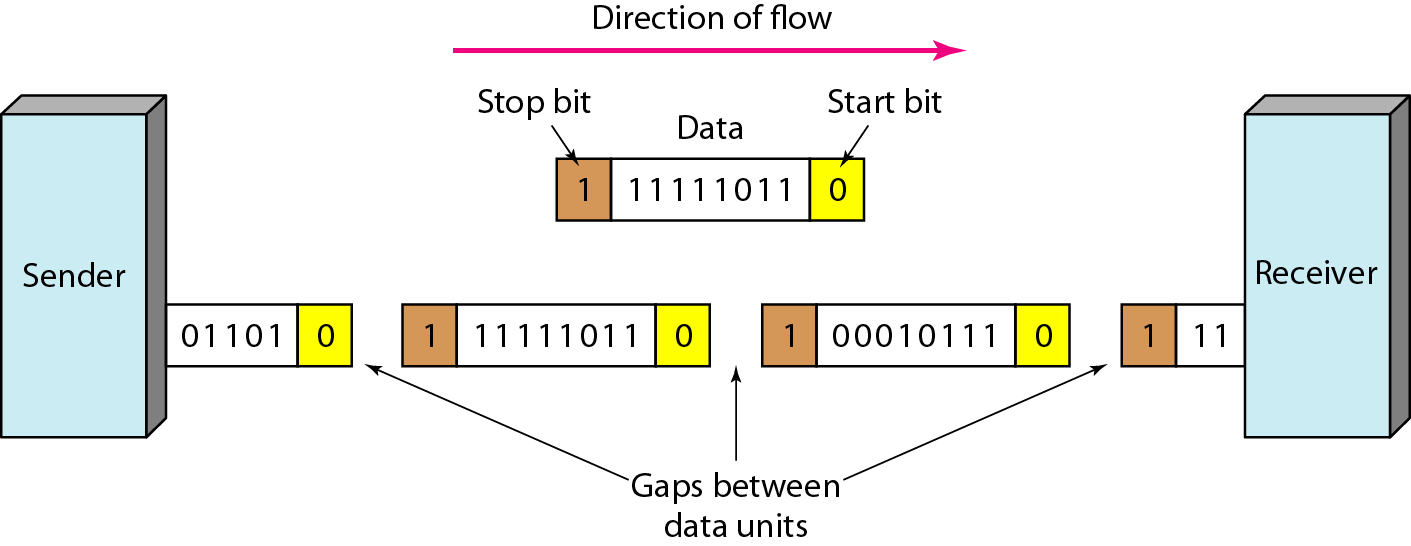 Direction of flow
Stop bit
Start bit
Data
1 11111011 0
Sender
Receiver
01101 0 1 11111011 0 1 00010111 0 1 11
Gaps between
data units